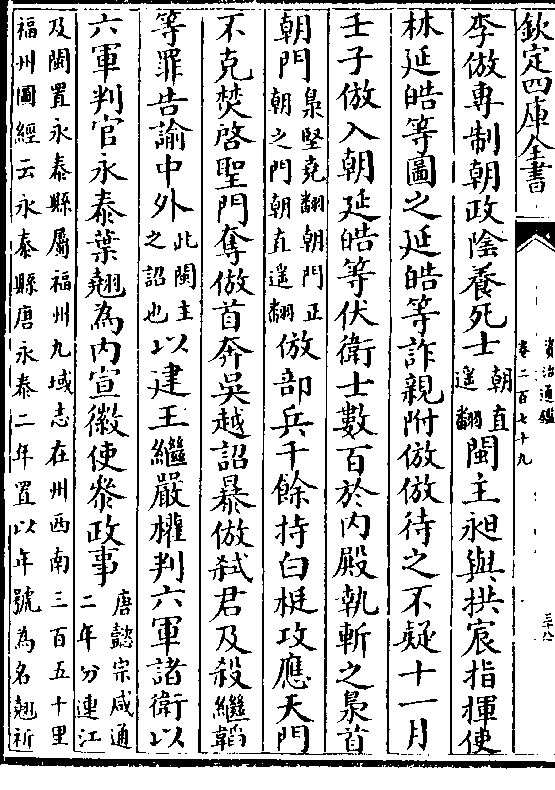 欽定四庫全書
資治通鑑
卷二百七十九
李倣專制朝政隂養死士朝直遥翻閩主昶與拱宸指揮使
林延皓等圖之延皓等詐親附倣倣待之不疑十一月
壬子倣入朝延皓等伏衛士數百於内殿執斬之梟首
朝門梟堅堯翻朝門正朝之門朝直遥翻倣部兵千餘持白梃攻應天門
不克焚啓聖門奪倣首奔吳越詔暴倣弑君及殺繼韜
等罪告諭中外此閩主之詔也以建王繼嚴權判六軍諸衛以
六軍判官永泰葉翹為内宣徽使叅政事唐懿宗咸通二年分連江
及閩置永泰縣屬福州九域志在州西南三百五十里
福州圖經云永泰縣唐永泰二年置以年號為名翹祈